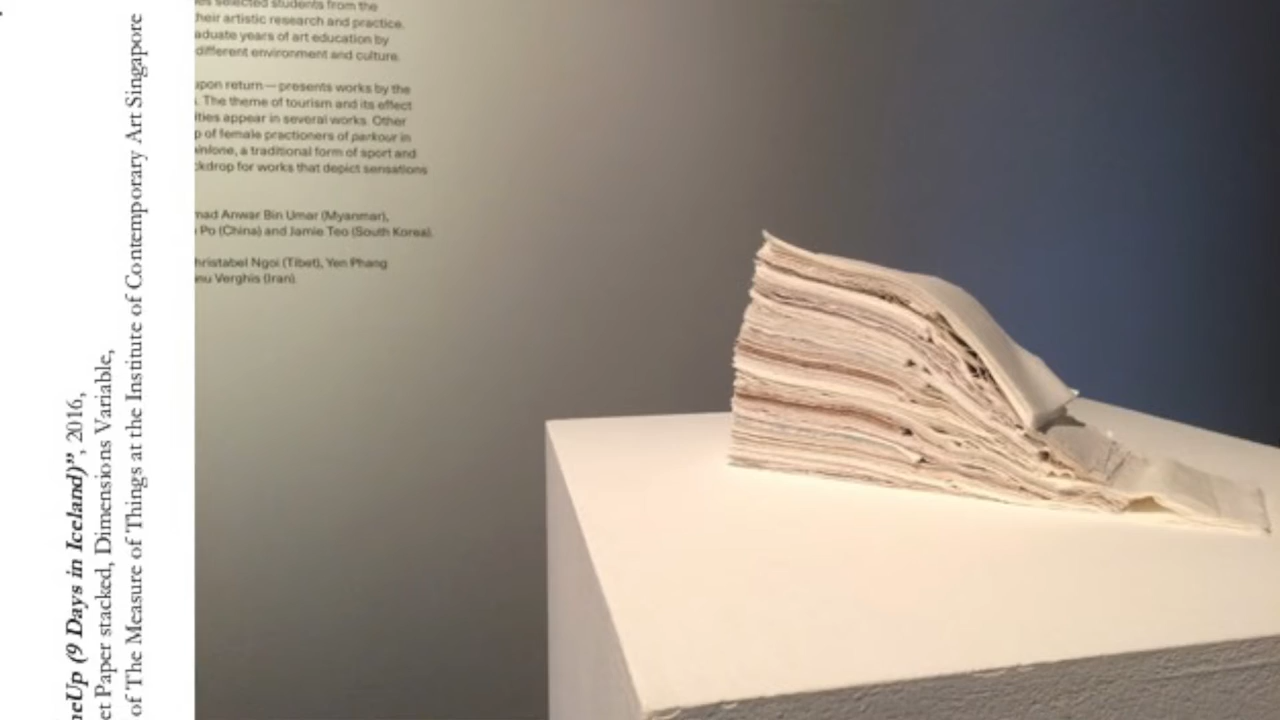 neUp (9 Days in Iceland)", 2016,
et Paper stacked, Dimensions Variable,
of The Measure of Things at the Institute of Contemporary Art Singapore
es selected students from the
heir artistic research and practice.
aduate years of art education by
different environment and culture.
upon return—presents works by the
. The theme of tourism and its effect
ities appear in several works. Other
p of female practioners of parkour in
inlone, a traditional form of sport and
ckdrop for works that depict sensations
mad Anwar Bin Umar (Myanmar),
Po (China) and Jamie Teo (South Korea).
hristabel Ngoi (Tibet), Yen Phang
nu Verghis (Iran).